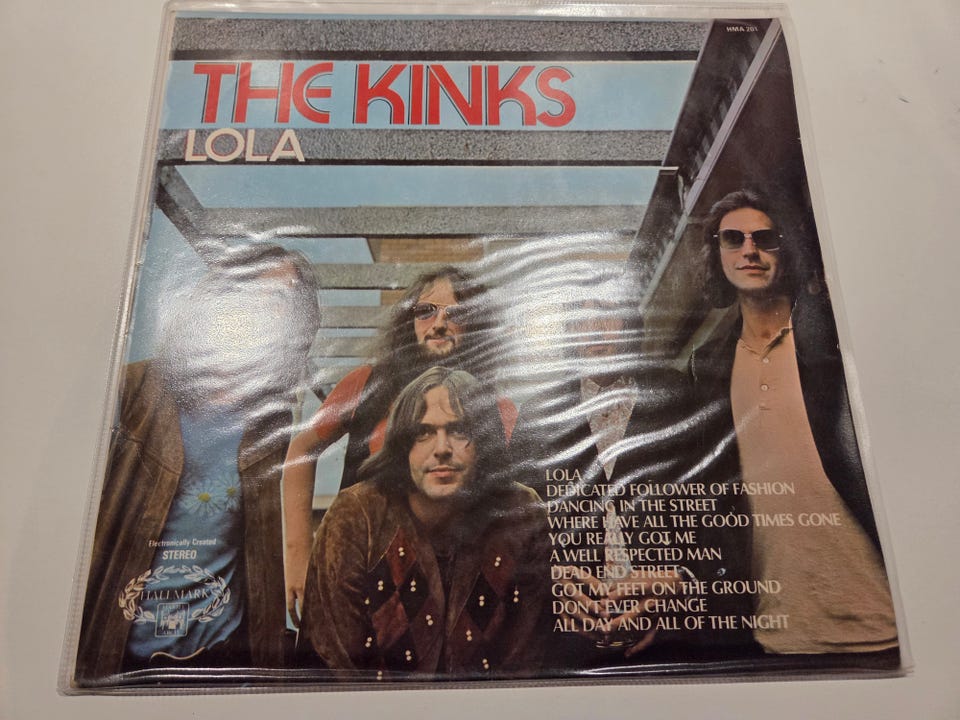 HMA 201
THE KINKS
LOLA
LOLA
DEDICATED FOLLOWER OF FASHION
DANCING IN THE STREET
WHERE HAVE ALL THE GOOD TIMES GONE
YOU REALLY GOT ME
A WELL RESPECTED MAN
DEAD END STREET
GOT MY FEET ON THE GROUND
DON'T EVER CHANGE
ALL DAY AND ALL OF THE NIGHT
Electronically Created
STEREO
HALLMARK